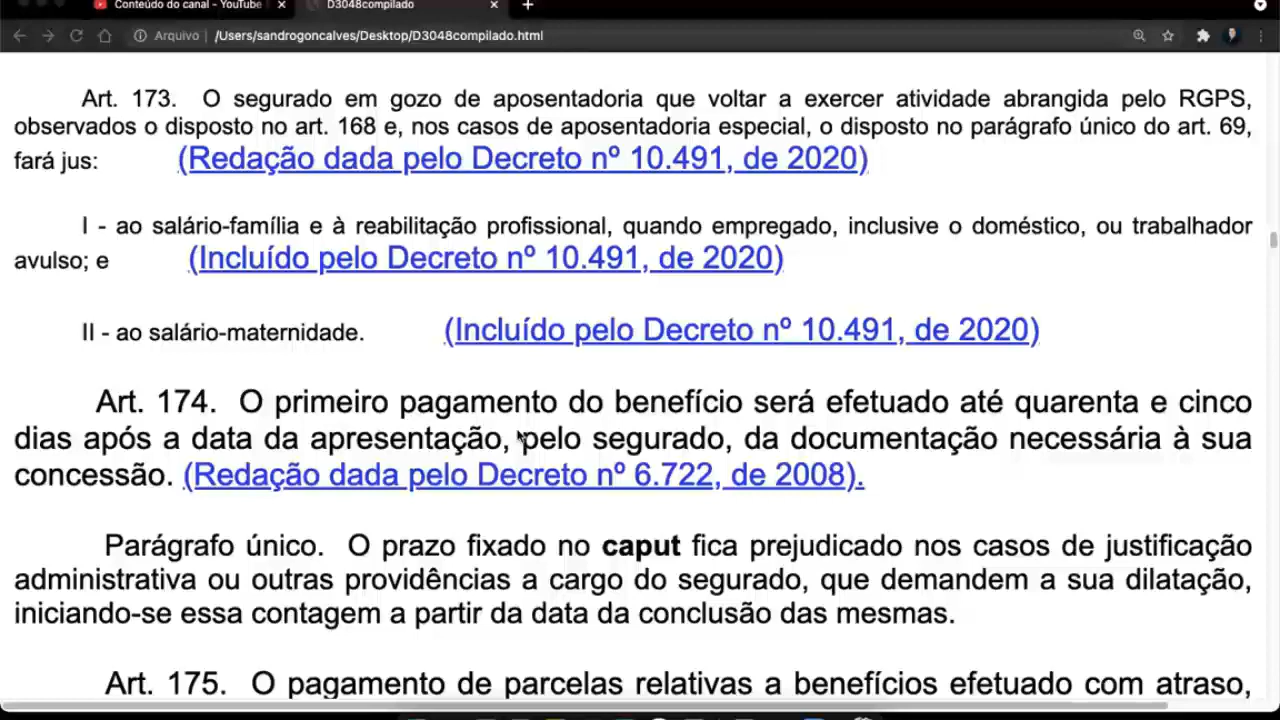 Conteúdo do canal - YouTube
D3048compilado
Arquivo | /Users/sandrogoncalves/Desktop/D3048compilado.html
Art. 173. O segurado em gozo de aposentadoria que voltar a exercer atividade abrangida pelo RGPS,
observados o disposto no art. 168 e, nos casos de aposentadoria especial, o disposto no parágrafo único do art. 69,
fará jus: (Redação dada pelo Decreto nº 10.491, de 2020)
I - ao salário-família e à reabilitação profissional, quando empregado, inclusive o doméstico, ou trabalhador
avulso; e (Incluído pelo Decreto nº 10.491, de 2020)
II - ao salário-maternidade. (Incluído pelo Decreto nº 10.491, de 2020)
Art. 174. O primeiro pagamento do benefício será efetuado até quarenta e cinco
dias após a data da apresentação, pelo segurado, da documentação necessária à sua
concessão. (Redação dada pelo Decreto nº 6.722, de 2008).
Parágrafo único. O prazo fixado no caput fica prejudicado nos casos de justificação
administrativa ou outras providências a cargo do segurado, que demandem a sua dilatação,
iniciando-se essa contagem a partir da data da conclusão das mesmas.
Art. 175. O pagamento de parcelas relativas a benefícios efetuado com atraso,